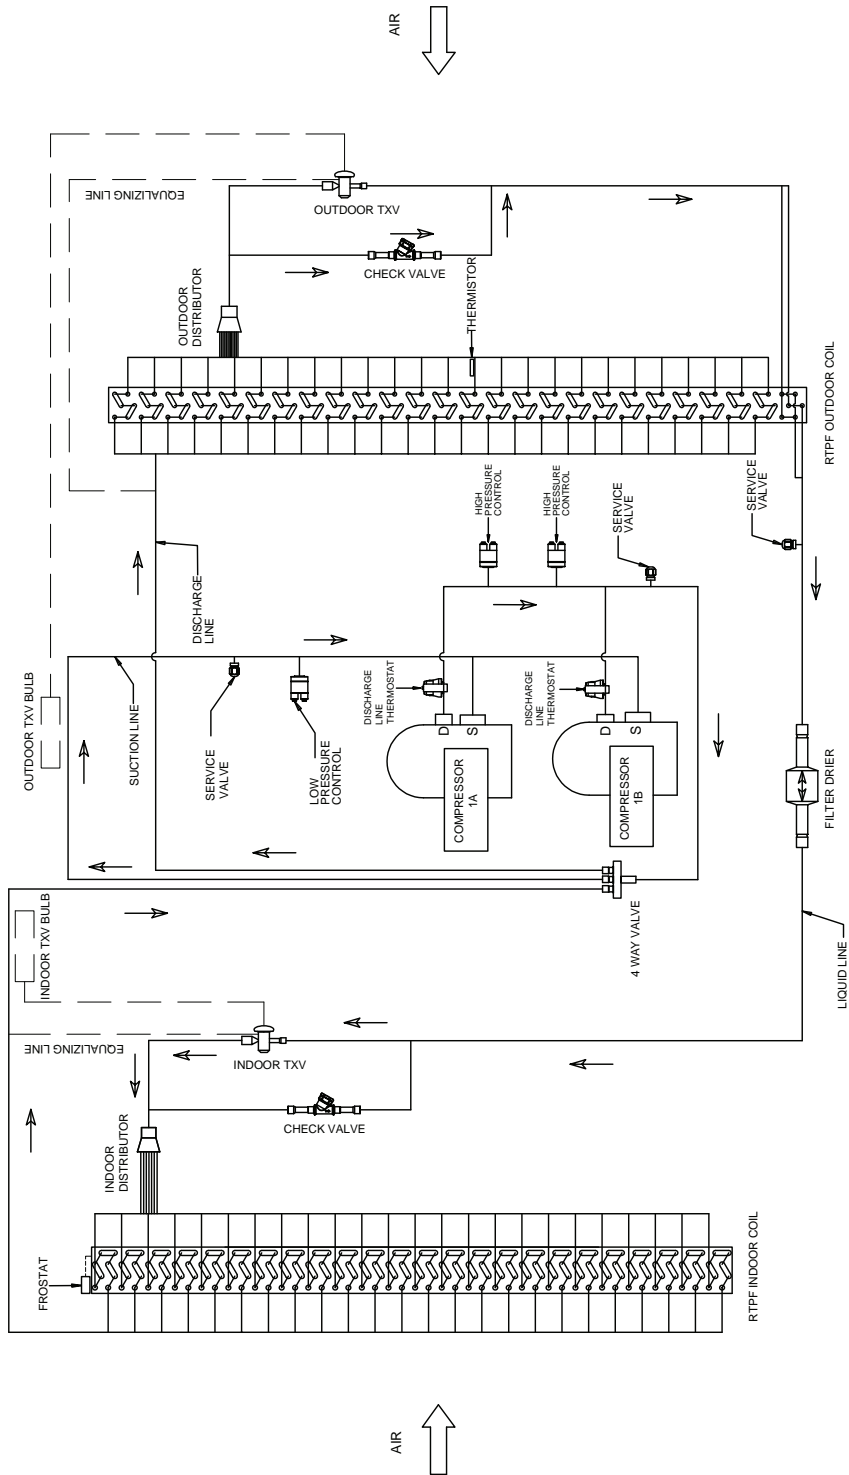 AIR
EQUALIZING LINE
OUTDOOR TXV
CHECK VALVE
OUTDOOR
DISTRIBUTOR
THERMISTOR
RTPF OUTDOOR COIL
HIGH
PRESSURE
CONTROL
HIGH
PRESSURE
CONTROL
SERVICE
VALVE
SERVICE
VALVE
DISCHARGE
LINE
OUTDOOR TXV BULB
SUCTION LINE
SERVICE
VALVE
LOW
PRESSURE
CONTROL
DISCHARGE
LINE
THERMOSTAT
DISCHARGE
LINE
THERMOSTAT
D
S
COMPRESSOR
1A
D
S
COMPRESSOR
1B
FILTER DRIER
4 WAY VALVE
LIQUID LINE
INDOOR TXV BULB
EQUALIZING LINE
INDOOR TXV
CHECK VALVE
INDOOR
DISTRIBUTOR
FROSTAT
RTPF INDOOR COIL
AIR